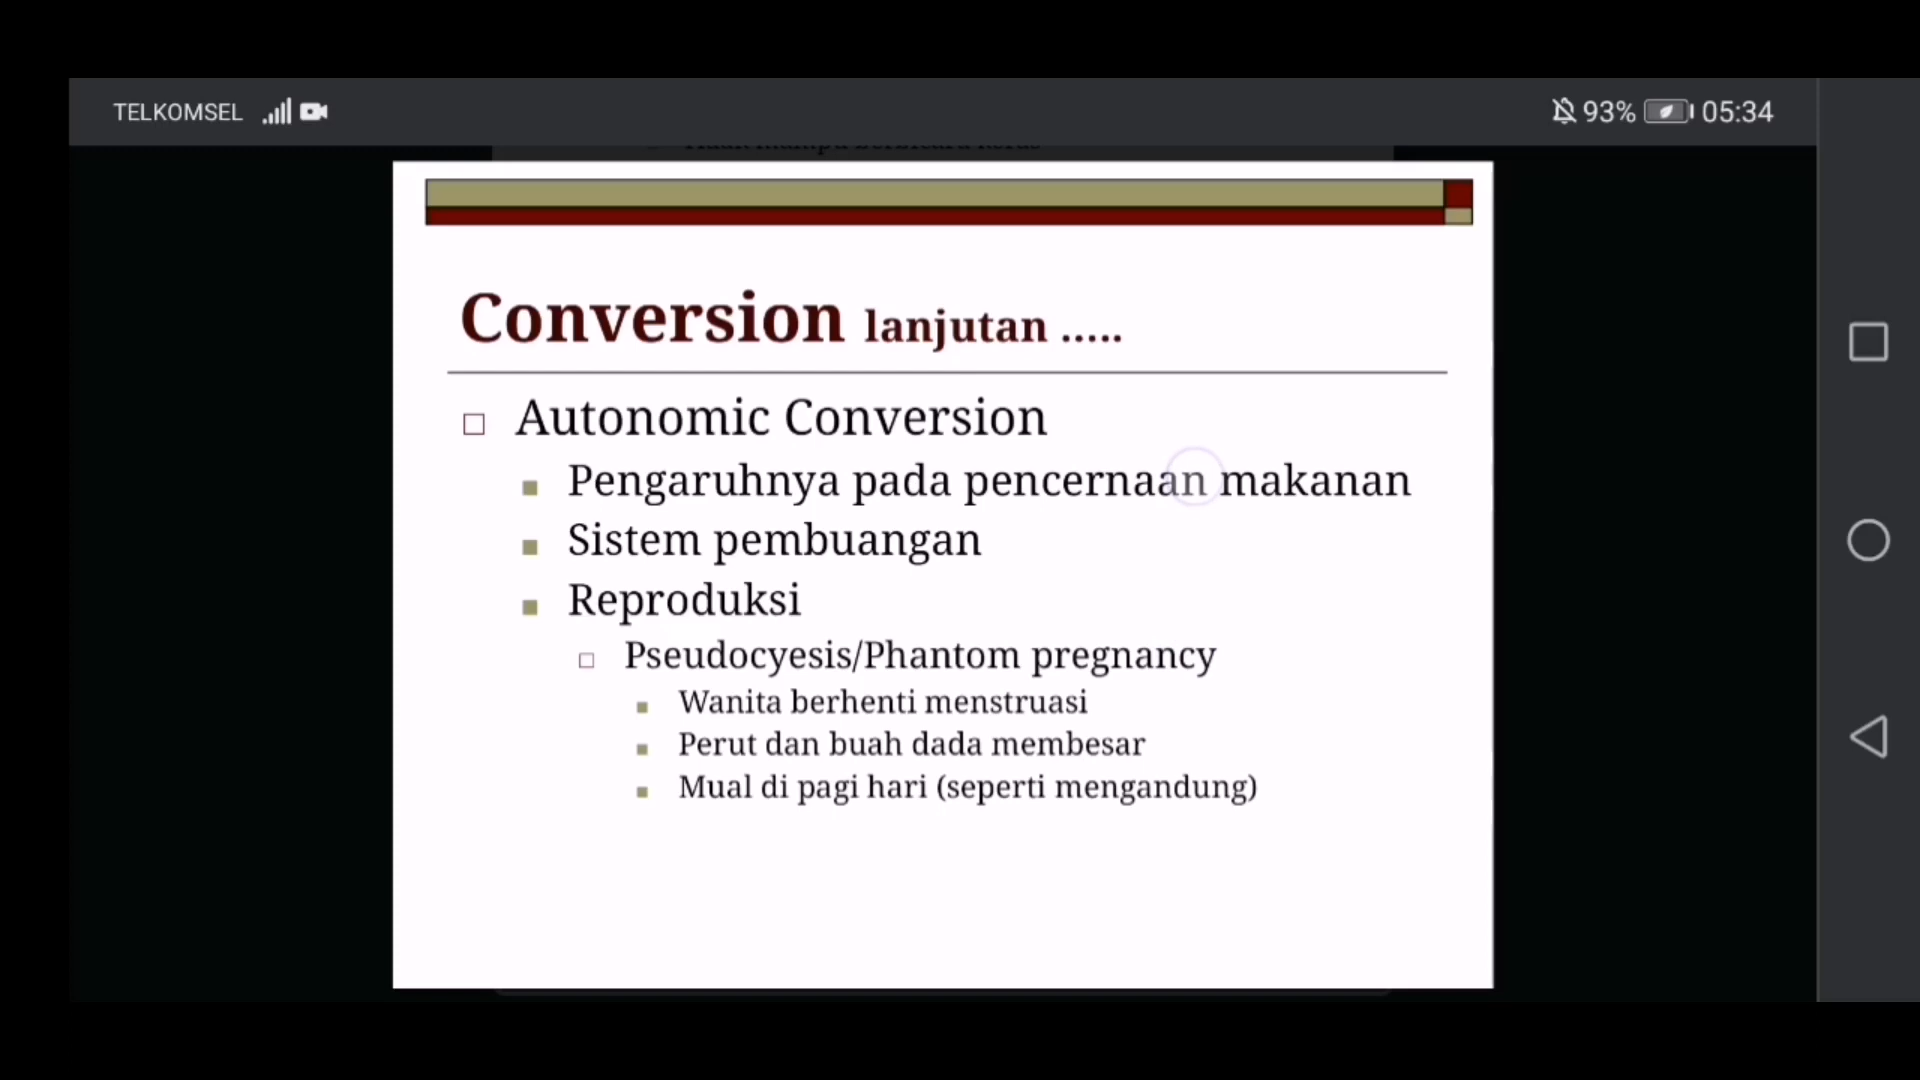 TELKOMSEL
93% 05:34
Conversion lanjutan .....
Autonomic Conversion
Pengaruhnya pada pencernaan makanan
Sistem pembuangan
Reproduksi
Pseudocyesis/Phantom pregnancy
Wanita berhenti menstruasi
Perut dan buah dada membesar
Mual di pagi hari (seperti mengandung)